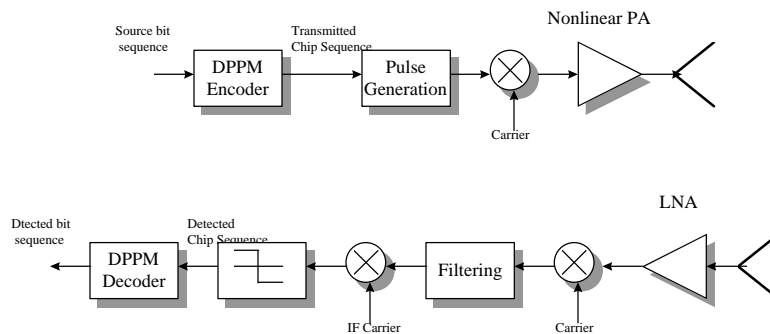 Nonlinear PA
Source bit
sequence
Transmitted
Chip Sequence
DPPM
Encoder
Pulse
Generation
Carrier
LNA
Dtected bit
sequence
Detected
Chip Sequence
DPPM
Decoder
Filtering
IF Carrier
Carrier